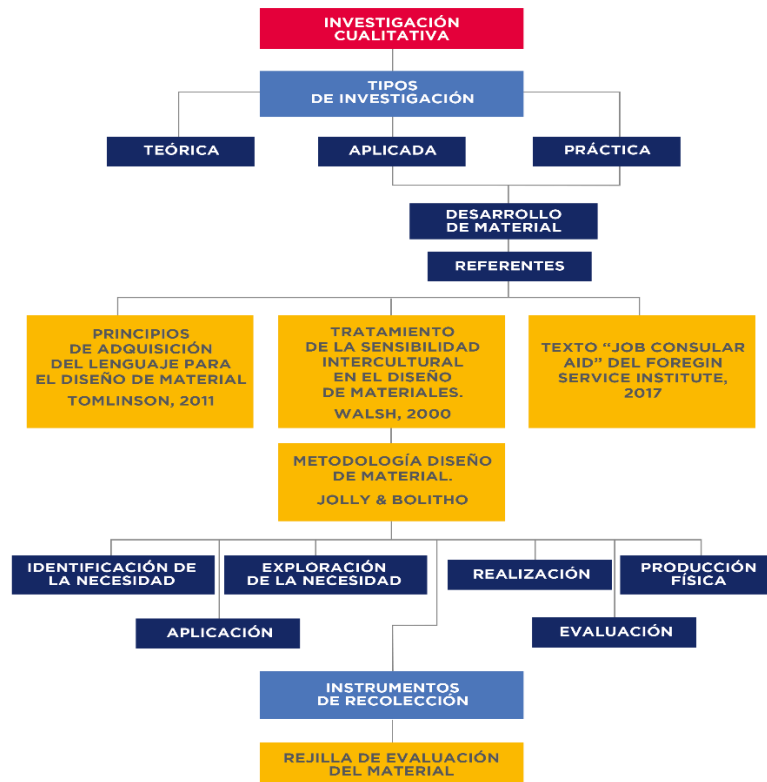 INVESTIGACIÓN
CUALITATIVA
TIPOS
DE INVESTIGACIÓN
TEÓRICA
APLICADA
PRÁCTICA
DESARROLLO
DE MATERIAL
REFERENTES
PRINCIPIOS
DE ADQUISICIÓN
DEL LENGUAJE PARA
EL DISEÑO DE MATERIAL
TOMLINSON, 2011
TRATAMIENTO
DE LA SENSIBILIDAD
INTERCULTURAL
EN EL DISEÑO
DE MATERIALES.
WALSH, 2000
TEXTO “JOB CONSULAR
AID” DEL FOREGIN
SERVICE INSTITUTE,
2017
METODOLOGÍA DISEÑO
DE MATERIAL.
JOLLY & BOLITHO
IDENTIFICACIÓN DE
LA NECESIDAD
EXPLORACIÓN
DE LA NECESIDAD
REALIZACIÓN
PRODUCCIÓN
FÍSICA
APLICACIÓN
EVALUACIÓN
INSTRUMENTOS
DE RECOLECCIÓN
REJILLA DE EVALUACIÓN
DEL MATERIAL